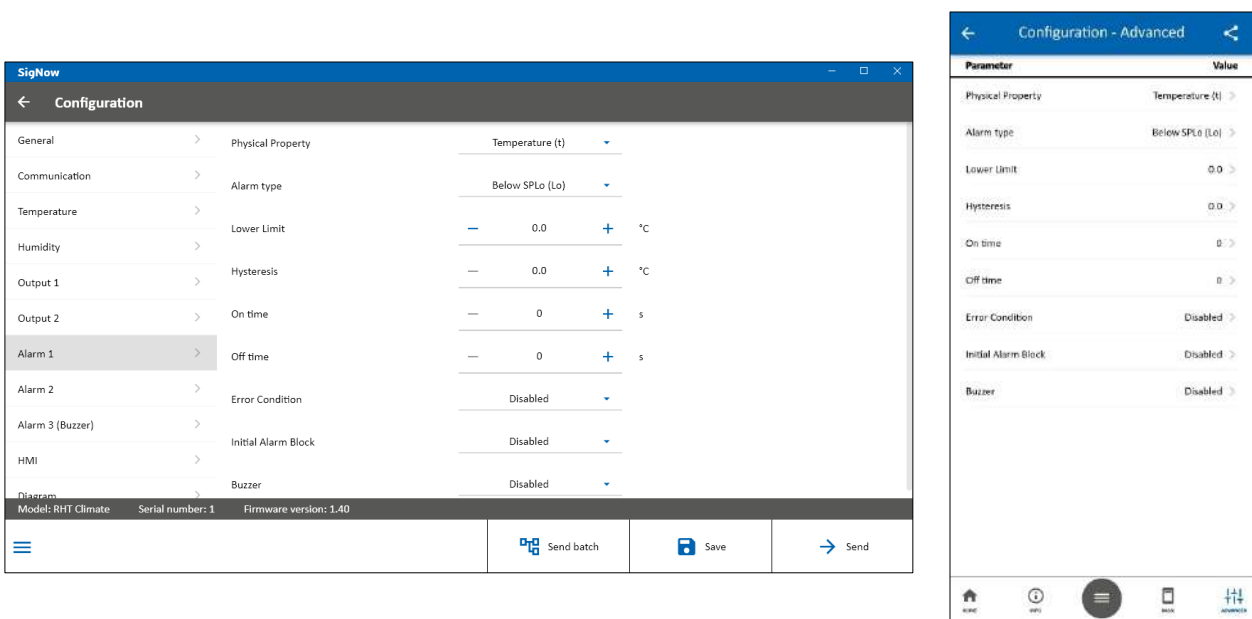 SigNow
Configuration
General
Communication
Temperature
Humidity
Output 1
Output 2
Alarm 1
Alarm 2
Alarm 3 (Buzzer)
HMI
Diagram
Physical Property Temperature (t)
Alarm type Below SPLo (Lo)
Lower Limit − 0.0 + °C
Hysteresis − 0.0 + °C
On time − 0 + s
Off time − 0 + s
Error Condition Disabled
Initial Alarm Block Disabled
Buzzer Disabled
Model: RHT Climate Serial number: 1 Firmware version: 1.40
Send batch Save Send
Configuration - Advanced
Parameter Value
Physical Property Temperature (t)
Alarm type Below SPLo (Lo)
Lower Limit 0.0
Hysteresis 0.0
On time 0
Off time 0
Error Condition Disabled
Initial Alarm Block Disabled
Buzzer Disabled
HOME INFO BASIC ADVANCED